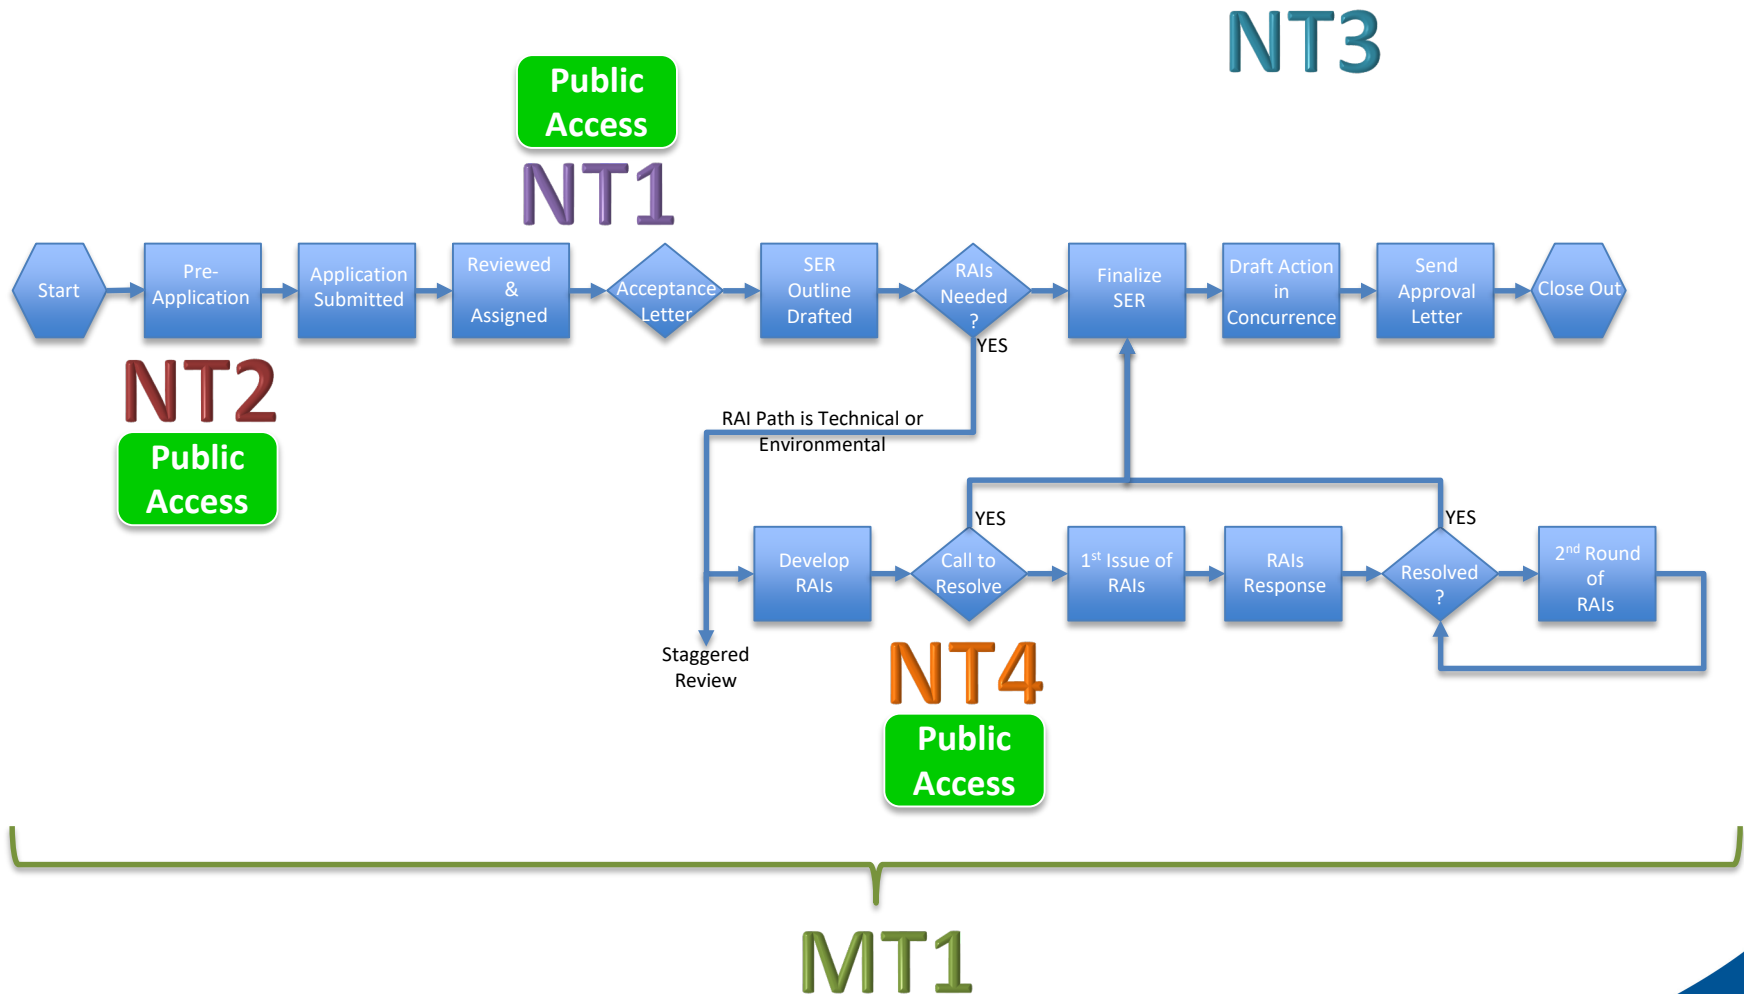 NT3
Public
Access
NT1
Start
Pre-
Application
Application
Submitted
Reviewed
&
Assigned
Acceptance
Letter
SER
Outline
Drafted
RAIs
Needed
?
Finalize
SER
Draft Action
in
Concurrence
Send
Approval
Letter
Close Out
YES
NT2
Public
Access
RAI Path is Technical or
Environmental
YES
YES
Develop
RAIs
Call to
Resolve
1st Issue of
RAIs
RAIs
Response
Resolved
?
2nd Round
of
RAIs
Staggered
Review
NT4
Public
Access
MT1